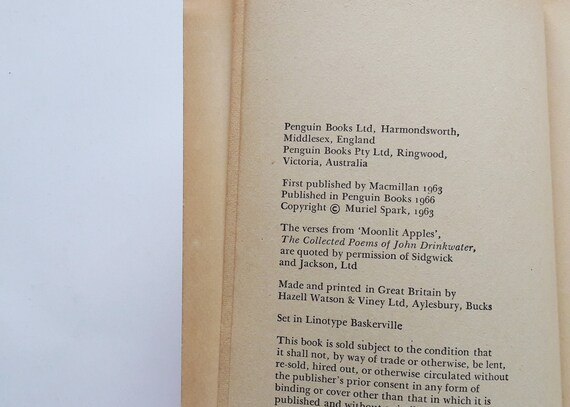 Penguin Books Ltd, Harmondsworth,
Middlesex, England
Penguin Books Pty Ltd, Ringwood,
Victoria, Australia
First published by Macmillan 1963
Published in Penguin Books 1966
Copyright © Muriel Spark, 1963
The verses from ‘Moonlit Apples’,
The Collected Poems of John Drinkwater,
are quoted by permission of Sidgwick
and Jackson, Ltd
Made and printed in Great Britain by
Hazell Watson & Viney Ltd, Aylesbury, Bucks
Set in Linotype Baskerville
This book is sold subject to the condition that
it shall not, by way of trade or otherwise, be lent,
re-sold, hired out, or otherwise circulated without
the publisher's prior consent in any form of
binding or cover other than that in which it is
published and without a